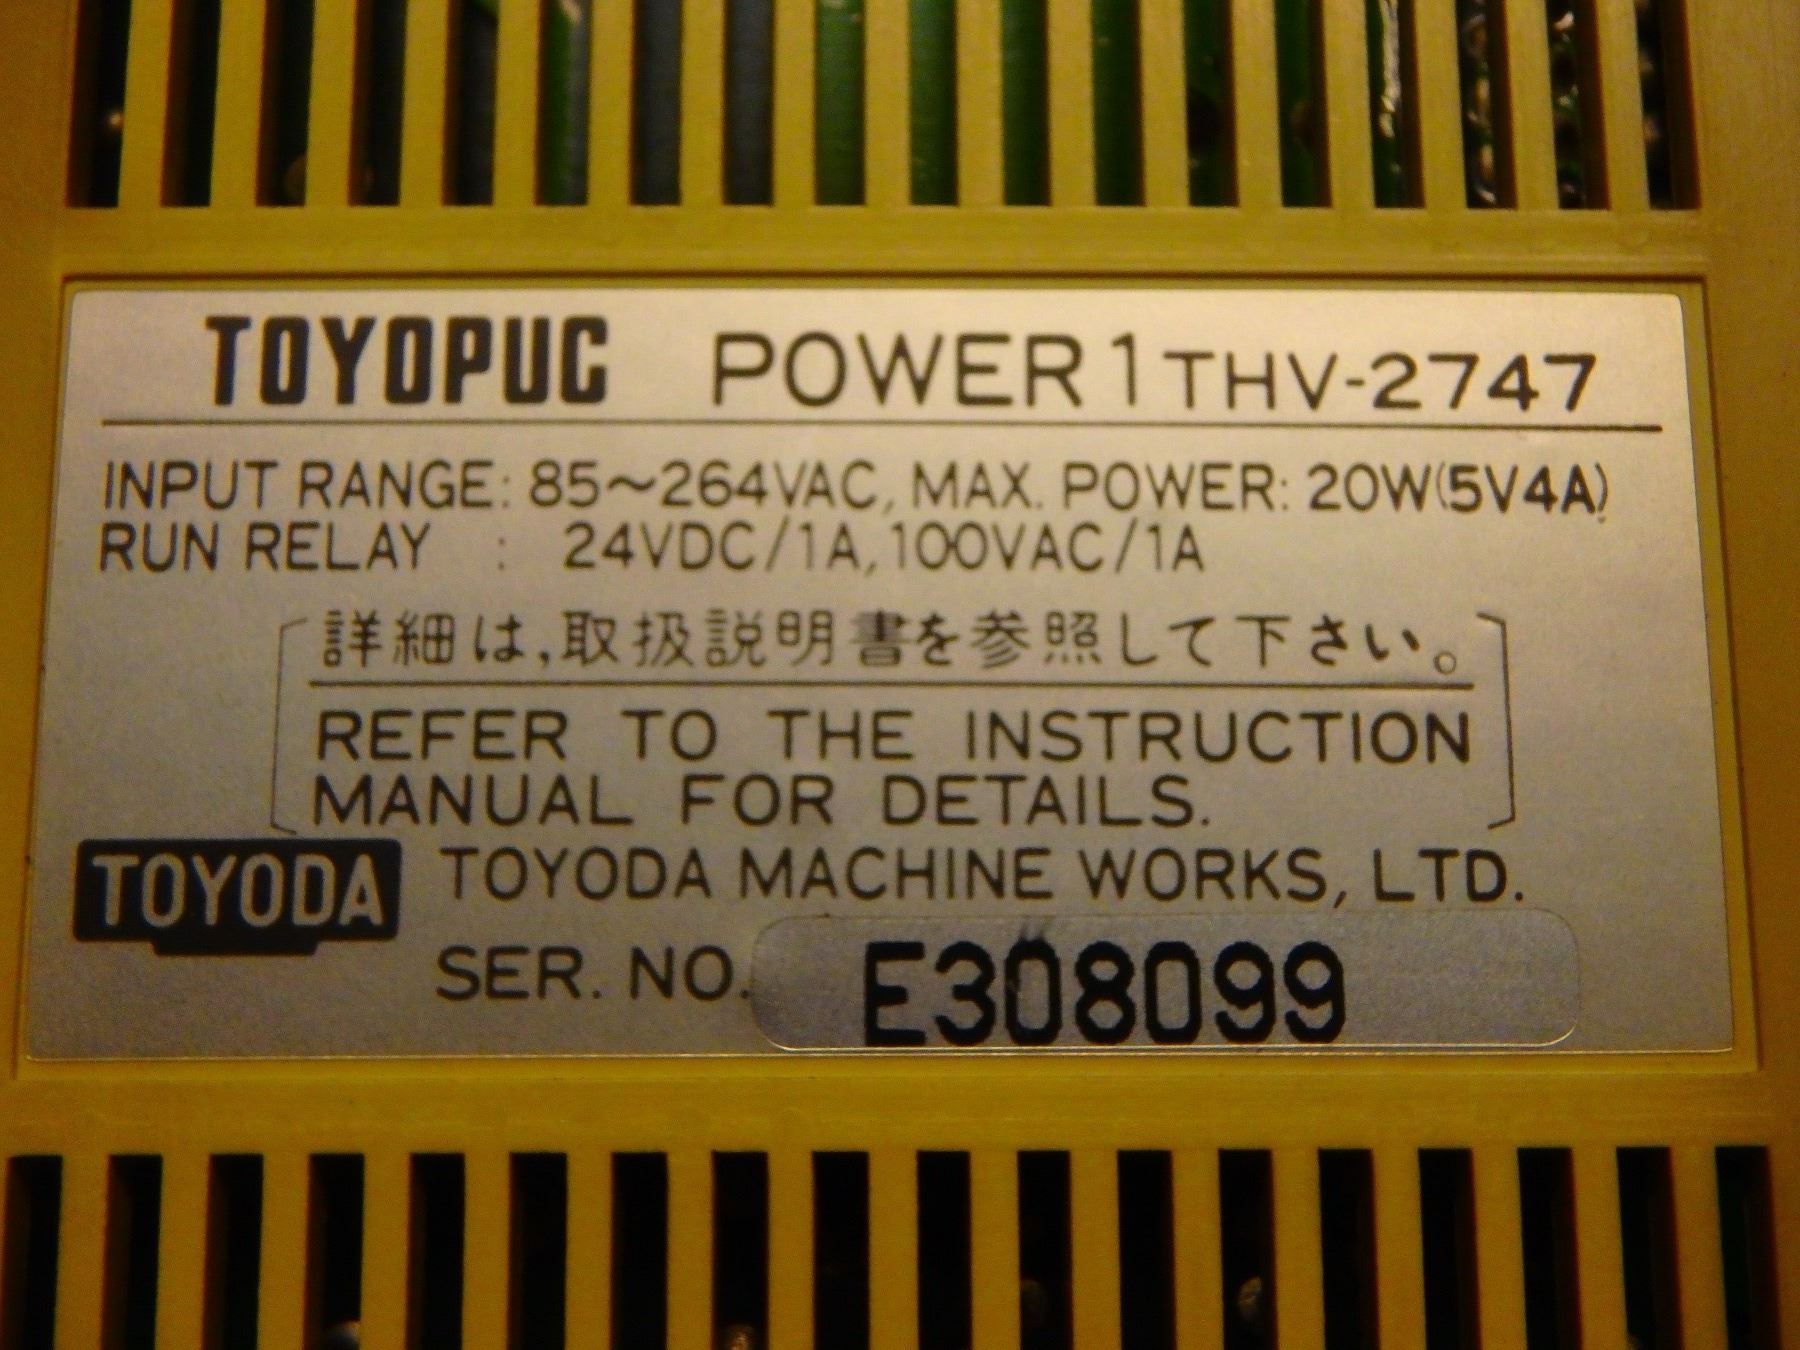 TOYOPUC POWER 1 THV-2747
INPUT RANGE: 85~264VAC, MAX. POWER: 20W(5V4A)
RUN RELAY : 24VDC/1A, 100VAC/1A
詳細は,取扱説明書を参照して下さい。
REFER TO THE INSTRUCTION
MANUAL FOR DETAILS.
TOYODA TOYODA MACHINE WORKS, LTD.
SER. NO. E308099